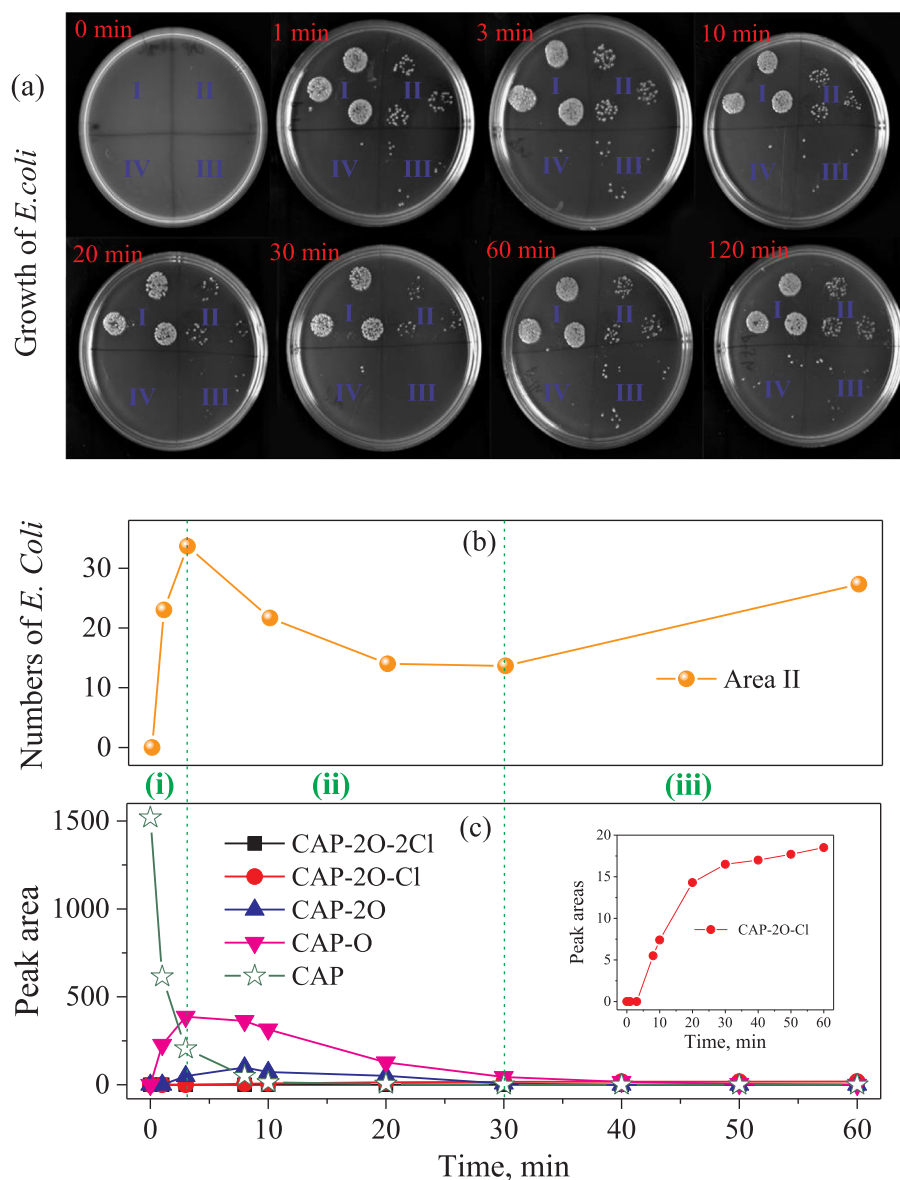 (a)
Growth of E.coli
0 min
1 min
3 min
10 min
I II
I II
I II
I II
IV III
IV III
IV III
IV III
20 min
30 min
60 min
120 min
I II
I II
I II
I II
IV III
IV III
IV III
IV III
(b)
Numbers of E. Coli
30
20
10
0
Area II
(i) (ii) (iii)
(c)
Peak area
1500
1000
500
0
CAP-2O-2Cl
CAP-2O-Cl
CAP-2O
CAP-O
CAP
Peak areas
20
15
10
5
0
CAP-2O-Cl
0 10 20 30 40 50 60
Time, min
0 10 20 30 40 50 60
Time, min